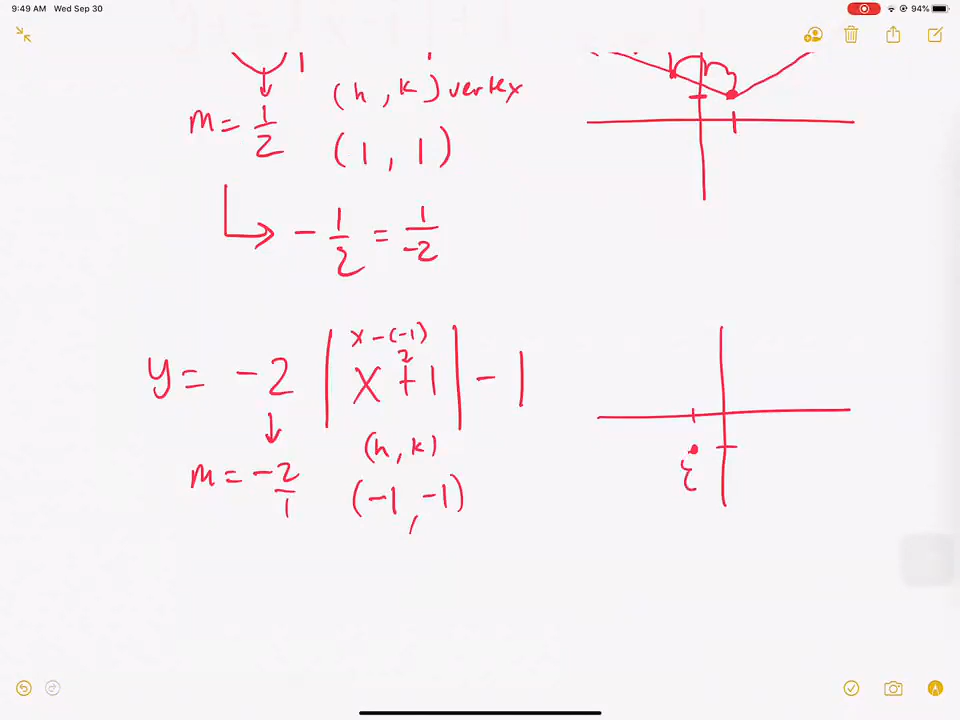 9:49 AM Wed Sep 30
94%
(h, k) vertex
m = 1/2
(1, 1)
- 1/2 = 1/-2
x - (-1)
y = -2 | x + 1 | - 1
(h, k)
m = -2/1
(-1, -1)